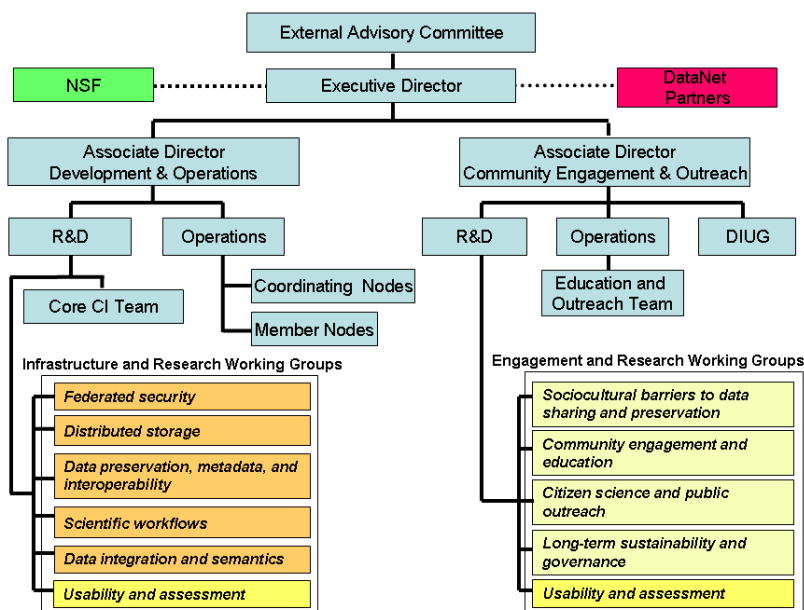 External Advisory Committee
NSF
Executive Director
DataNet
Partners
Associate Director
Development & Operations
Associate Director
Community Engagement & Outreach
R&D
Operations
R&D
Operations
DIUG
Core CI Team
Coordinating Nodes
Member Nodes
Education and
Outreach Team
Infrastructure and Research Working Groups
Federated security
Distributed storage
Data preservation, metadata, and
interoperability
Scientific workflows
Data integration and semantics
Usability and assessment
Engagement and Research Working Groups
Sociocultural barriers to data
sharing and preservation
Community engagement and
education
Citizen science and public
outreach
Long-term sustainability and
governance
Usability and assessment